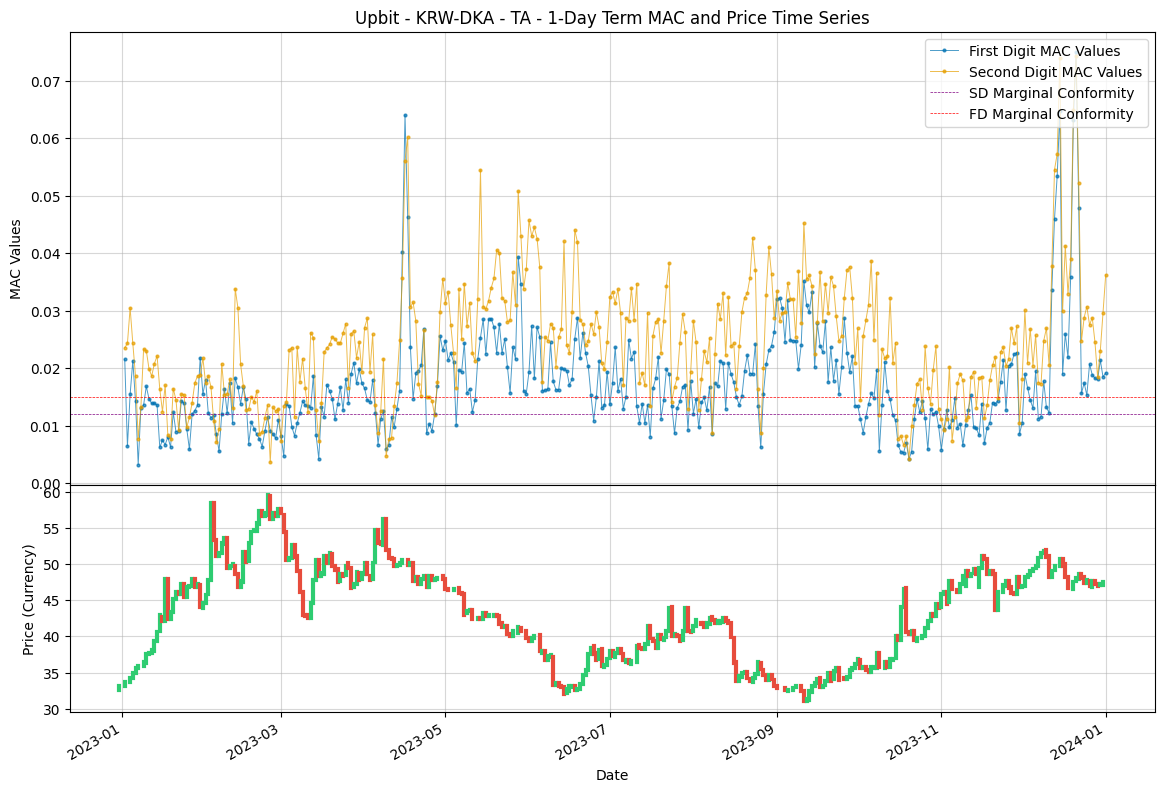 Upbit - KRW-DKA - TA - 1-Day Term MAC and Price Time Series
First Digit MAC Values
Second Digit MAC Values
SD Marginal Conformity
FD Marginal Conformity
MAC Values
0.07
0.06
0.05
0.04
0.03
0.02
0.01
0.00
Price (Currency)
60
55
50
45
40
35
30
2023-01
2023-03
2023-05
2023-07
2023-09
2023-11
2024-01
Date